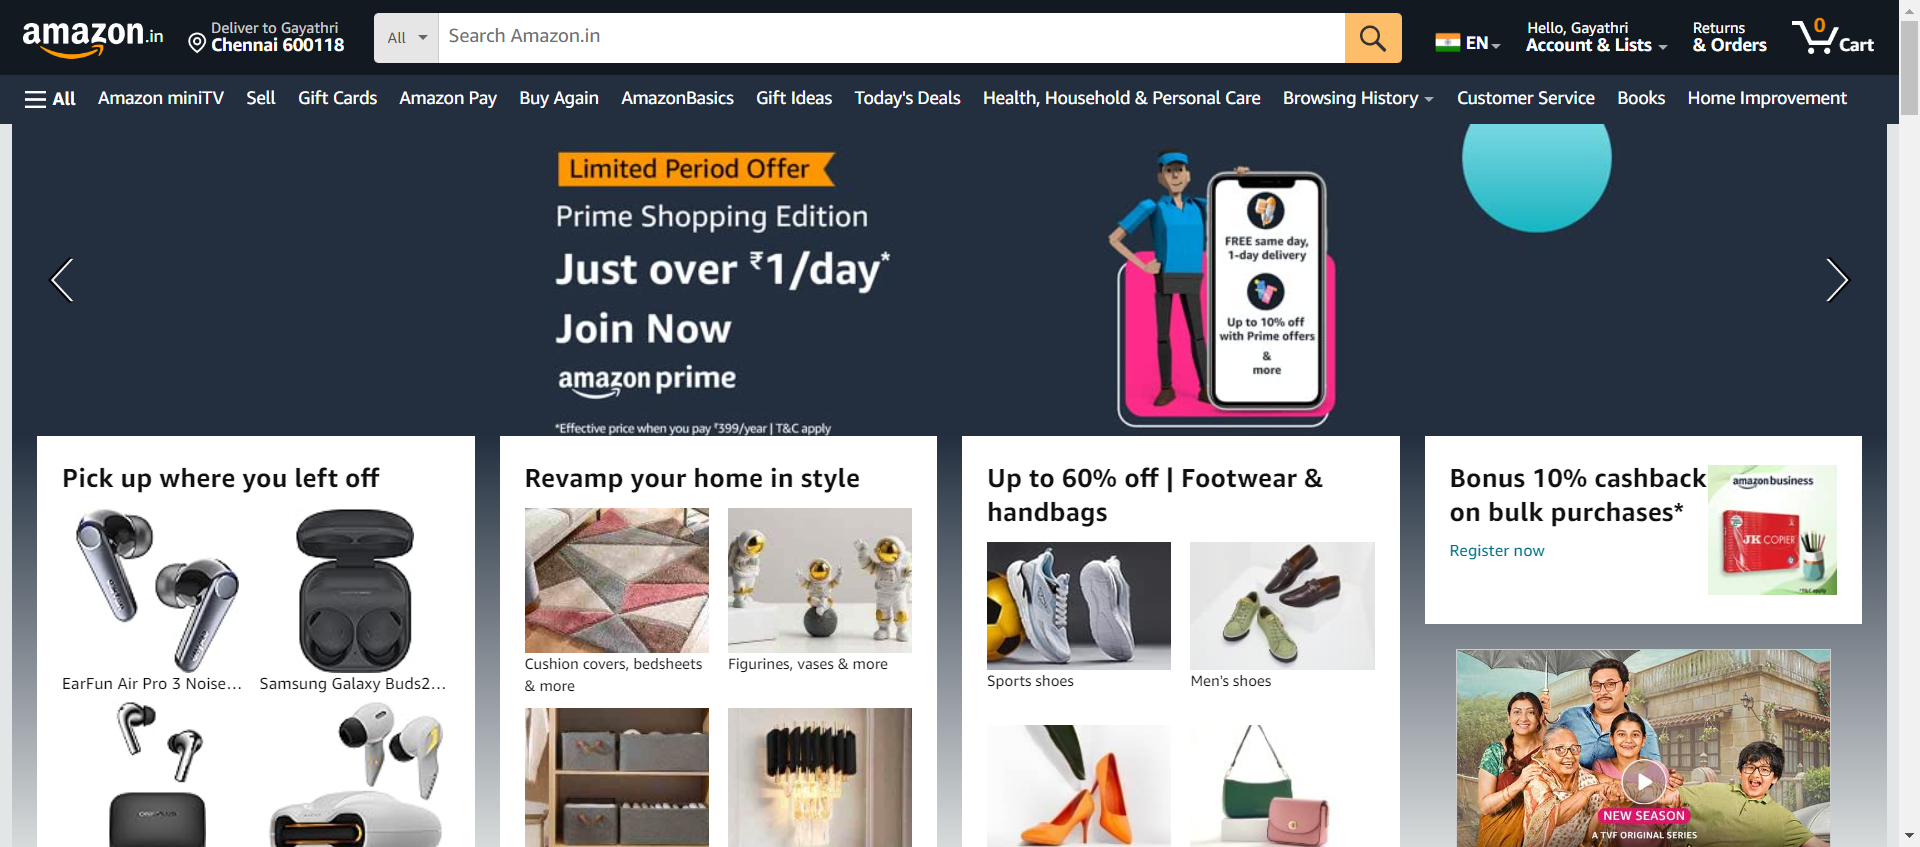 amazon.in
Deliver to Gayathri
Chennai 600118
All
Search Amazon.in
EN
Hello, Gayathri
Account & Lists
Returns
& Orders
0
Cart
All
Amazon miniTV
Sell
Gift Cards
Amazon Pay
Buy Again
AmazonBasics
Gift Ideas
Today's Deals
Health, Household & Personal Care
Browsing History
Customer Service
Books
Home Improvement
Limited Period Offer
Prime Shopping Edition
Just over ₹1/day*
Join Now
amazon prime
*Effective price when you pay ₹399/year | T&C apply
FREE same day,
1-day delivery
Up to 10% off
with Prime offers
&
more
Pick up where you left off
EarFun Air Pro 3 Noise...
Samsung Galaxy Buds2...
ONEPLUS
Revamp your home in style
Cushion covers, bedsheets
& more
Figurines, vases & more
Up to 60% off | Footwear &
handbags
Sports shoes
Men's shoes
Bonus 10% cashback
on bulk purchases*
Register now
amazon business
JK COPIER
*T&C apply
NEW SEASON
A TVF ORIGINAL SERIES